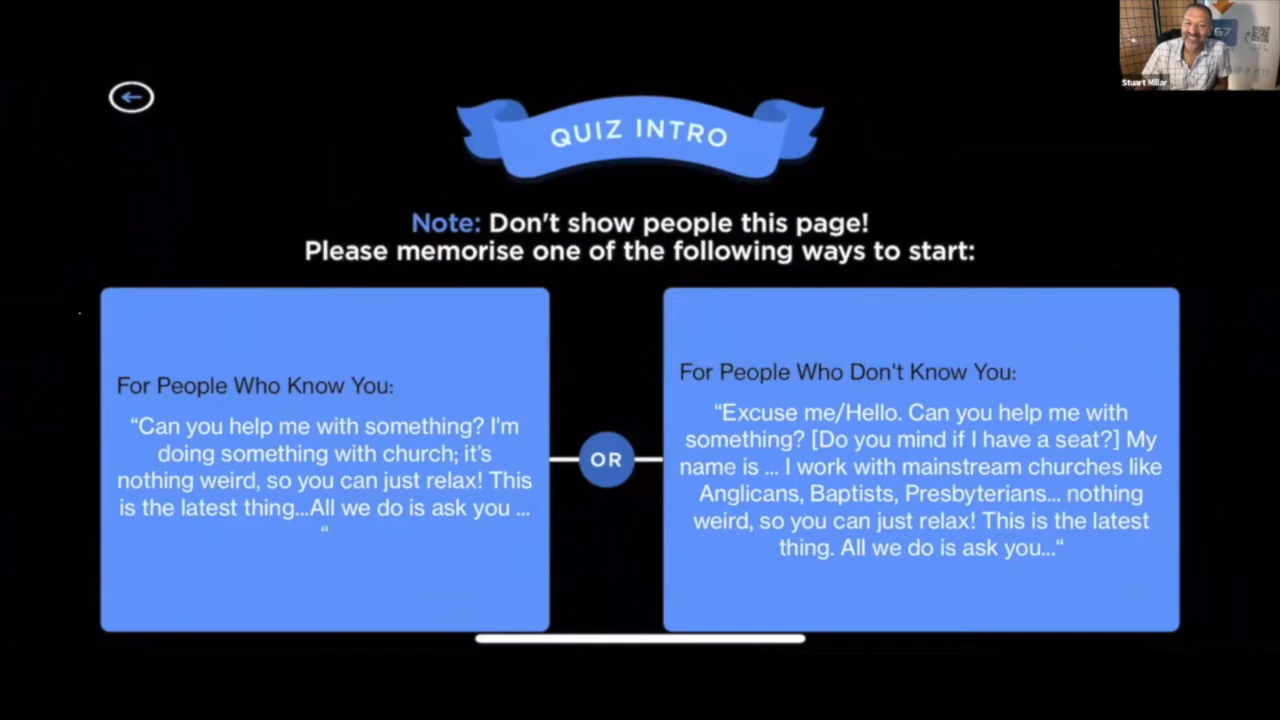 67
Stuart Millar
QUIZ INTRO
Note: Don't show people this page!
Please memorise one of the following ways to start:
For People Who Know You:
“Can you help me with something? I'm
doing something with church; it’s
nothing weird, so you can just relax! This
is the latest thing...All we do is ask you ...
“
OR
For People Who Don't Know You:
“Excuse me/Hello. Can you help me with
something? [Do you mind if I have a seat?] My
name is ... I work with mainstream churches like
Anglicans, Baptists, Presbyterians... nothing
weird, so you can just relax! This is the latest
thing. All we do is ask you...“